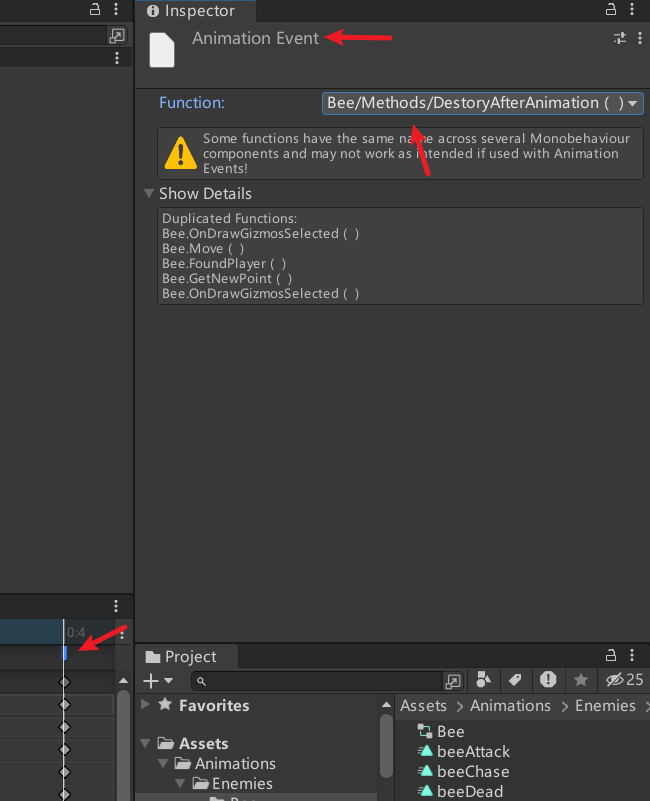 Inspector
Animation Event
Function:
Bee/Methods/DestoryAfterAnimation ( )
Some functions have the same name across several Monobehaviour
components and may not work as intended if used with Animation
Events!
Show Details
Duplicated Functions:
Bee.OnDrawGizmosSelected ( )
Bee.Move ( )
Bee.FoundPlayer ( )
Bee.GetNewPoint ( )
Bee.OnDrawGizmosSelected ( )
0:4
Project
25
Favorites
Assets > Animations > Enemies
Assets
Animations
Enemies
Bee
beeAttack
beeChase
beeDead